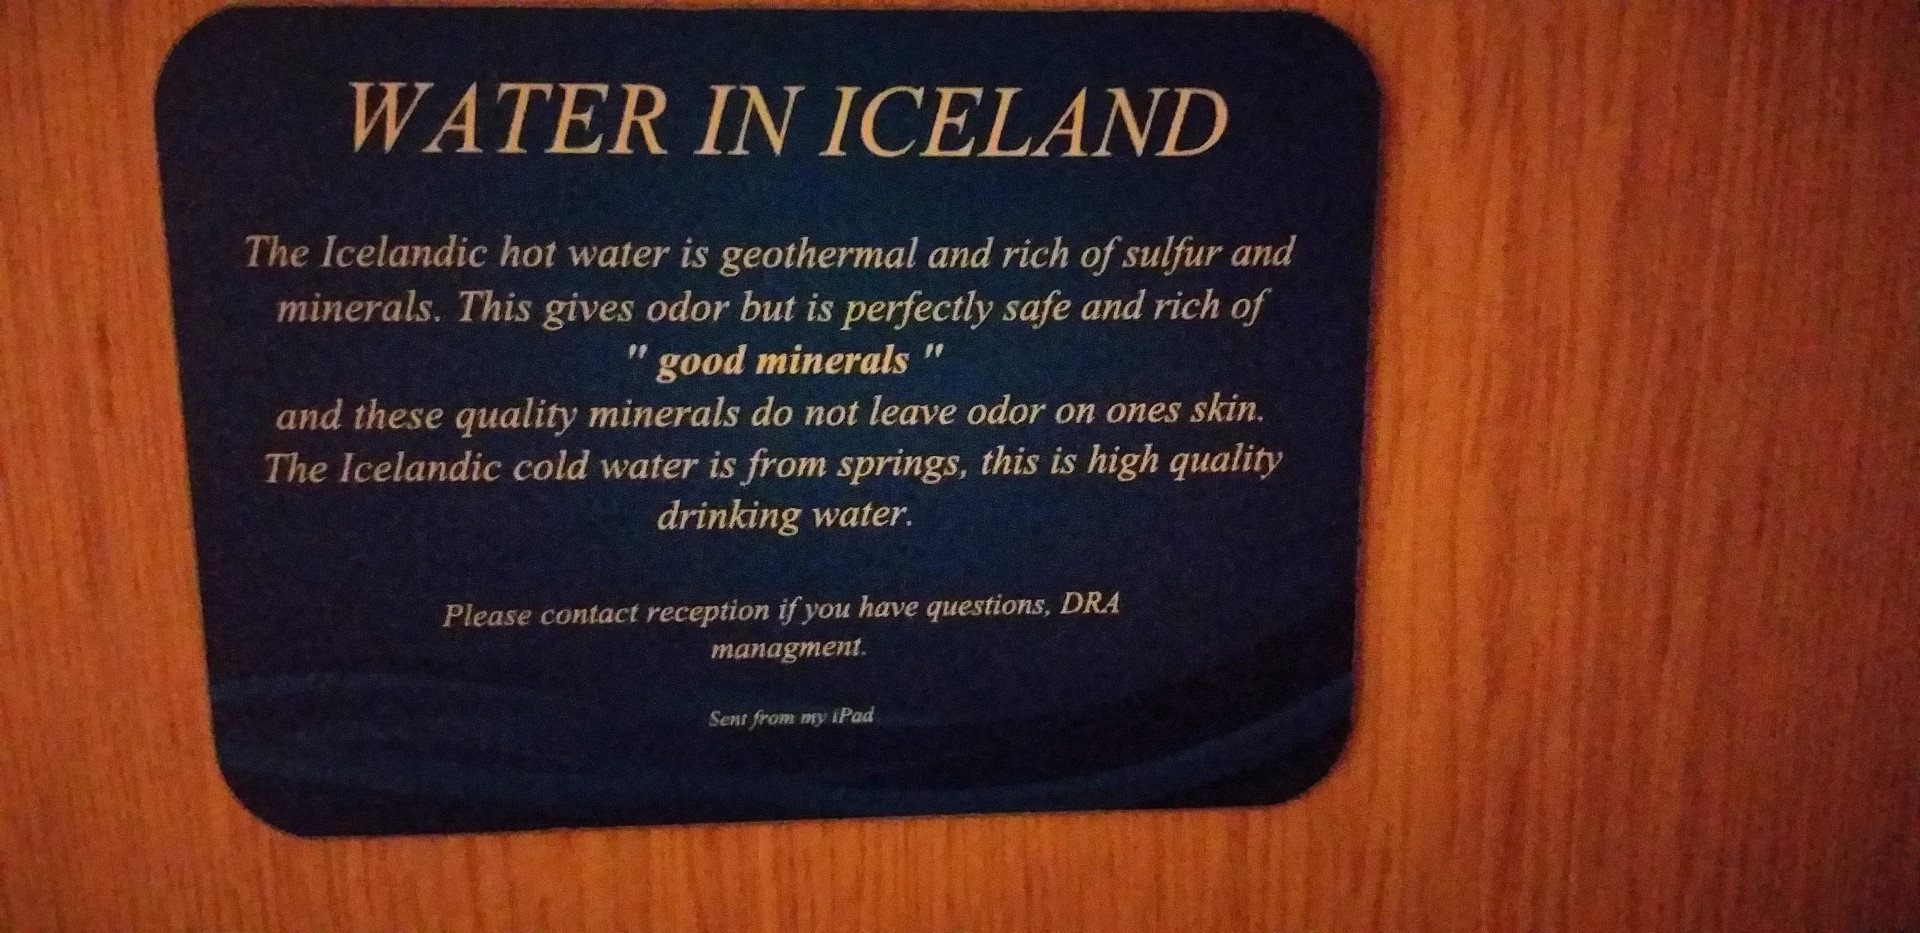 WATER IN ICELAND
The Icelandic hot water is geothermal and rich of sulfur and
minerals. This gives odor but is perfectly safe and rich of
" good minerals "
and these quality minerals do not leave odor on ones skin.
The Icelandic cold water is from springs, this is high quality
drinking water.
Please contact reception if you have questions, DRA
managment.
Sent from my iPad